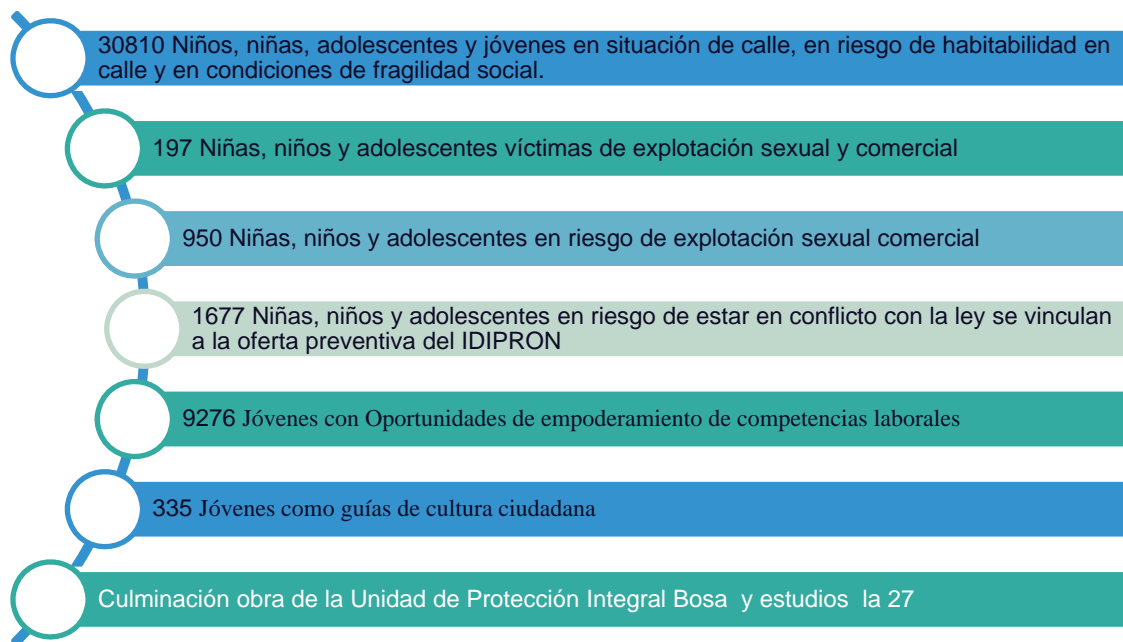 30810 Niños, niñas, adolescentes y jóvenes en situación de calle, en riesgo de habitabilidad en
calle y en condiciones de fragilidad social.
197 Niñas, niños y adolescentes víctimas de explotación sexual y comercial
950 Niñas, niños y adolescentes en riesgo de explotación sexual comercial
1677 Niñas, niños y adolescentes en riesgo de estar en conflicto con la ley se vinculan
a la oferta preventiva del IDIPRON
9276 Jóvenes con Oportunidades de empoderamiento de competencias laborales
335 Jóvenes como guías de cultura ciudadana
Culminación obra de la Unidad de Protección Integral Bosa y estudios la 27